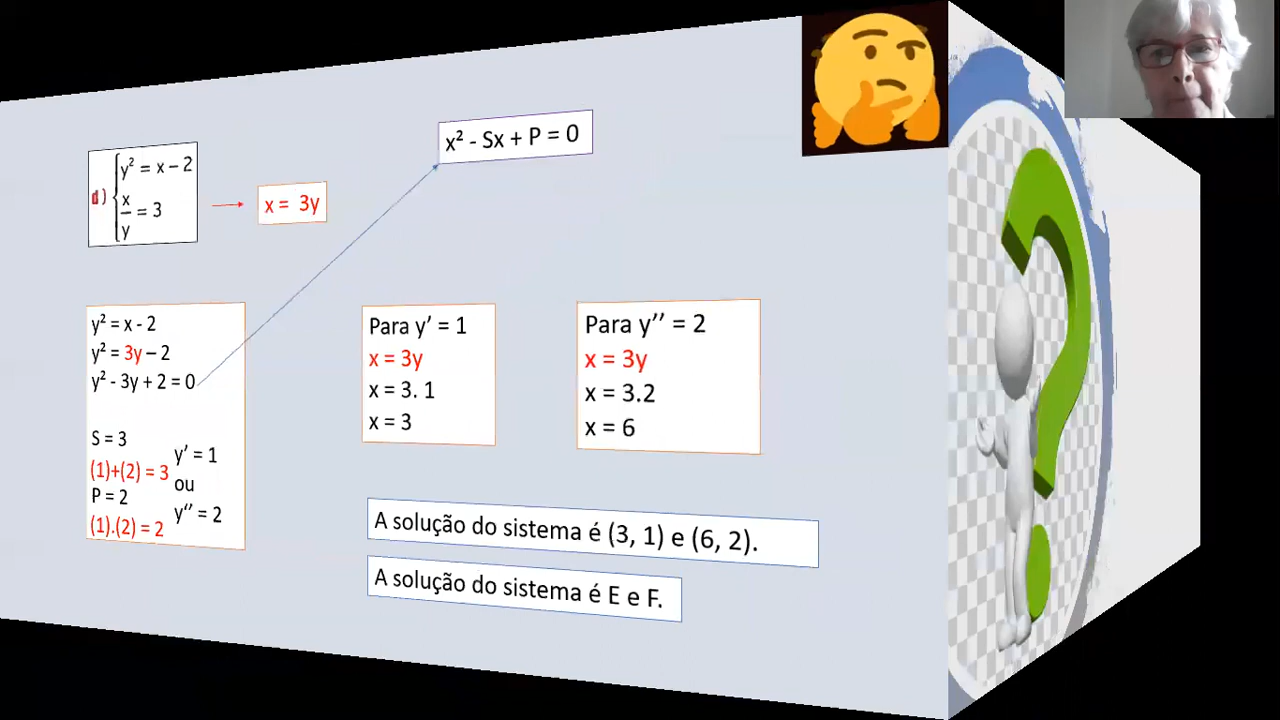 x² - Sx + P = 0
d) y² = x – 2
x/y = 3
x = 3y
y² = x - 2
y² = 3y – 2
y² - 3y + 2 = 0
S = 3
(1)+(2) = 3
P = 2
(1).(2) = 2
y’ = 1
ou
y’’ = 2
Para y’ = 1
x = 3y
x = 3. 1
x = 3
Para y’’ = 2
x = 3y
x = 3.2
x = 6
A solução do sistema é (3, 1) e (6, 2).
A solução do sistema é E e F.